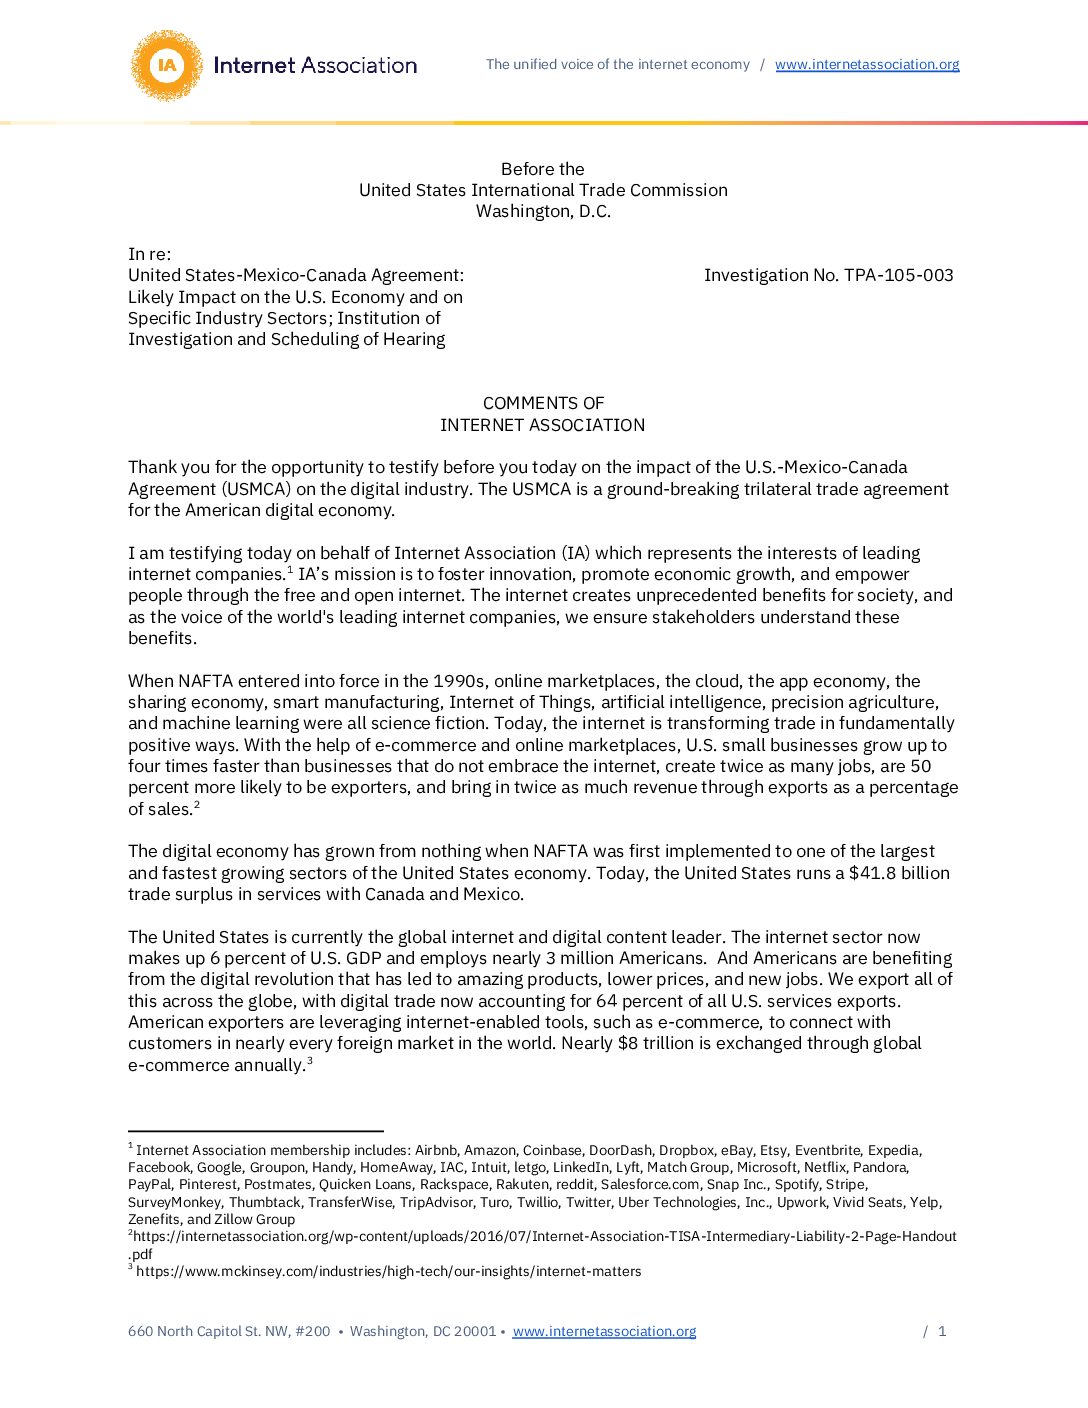 IA Internet Association
The unified voice of the internet economy / www.internetassociation.org
Before the
United States International Trade Commission
Washington, D.C.
In re:
United States-Mexico-Canada Agreement: Investigation No. TPA-105-003
Likely Impact on the U.S. Economy and on
Specific Industry Sectors; Institution of
Investigation and Scheduling of Hearing
COMMENTS OF
INTERNET ASSOCIATION
Thank you for the opportunity to testify before you today on the impact of the U.S.-Mexico-Canada
Agreement (USMCA) on the digital industry. The USMCA is a ground-breaking trilateral trade agreement
for the American digital economy.
I am testifying today on behalf of Internet Association (IA) which represents the interests of leading
internet companies.1 IA’s mission is to foster innovation, promote economic growth, and empower
people through the free and open internet. The internet creates unprecedented benefits for society, and
as the voice of the world's leading internet companies, we ensure stakeholders understand these
benefits.
When NAFTA entered into force in the 1990s, online marketplaces, the cloud, the app economy, the
sharing economy, smart manufacturing, Internet of Things, artificial intelligence, precision agriculture,
and machine learning were all science fiction. Today, the internet is transforming trade in fundamentally
positive ways. With the help of e-commerce and online marketplaces, U.S. small businesses grow up to
four times faster than businesses that do not embrace the internet, create twice as many jobs, are 50
percent more likely to be exporters, and bring in twice as much revenue through exports as a percentage
of sales.2
The digital economy has grown from nothing when NAFTA was first implemented to one of the largest
and fastest growing sectors of the United States economy. Today, the United States runs a $41.8 billion
trade surplus in services with Canada and Mexico.
The United States is currently the global internet and digital content leader. The internet sector now
makes up 6 percent of U.S. GDP and employs nearly 3 million Americans.  And Americans are benefiting
from the digital revolution that has led to amazing products, lower prices, and new jobs. We export all of
this across the globe, with digital trade now accounting for 64 percent of all U.S. services exports.
American exporters are leveraging internet-enabled tools, such as e-commerce, to connect with
customers in nearly every foreign market in the world. Nearly $8 trillion is exchanged through global
e-commerce annually.3
1 Internet Association membership includes: Airbnb, Amazon, Coinbase, DoorDash, Dropbox, eBay, Etsy, Eventbrite, Expedia,
Facebook, Google, Groupon, Handy, HomeAway, IAC, Intuit, letgo, LinkedIn, Lyft, Match Group, Microsoft, Netflix, Pandora,
PayPal, Pinterest, Postmates, Quicken Loans, Rackspace, Rakuten, reddit, Salesforce.com, Snap Inc., Spotify, Stripe,
SurveyMonkey, Thumbtack, TransferWise, TripAdvisor, Turo, Twillio, Twitter, Uber Technologies, Inc., Upwork, Vivid Seats, Yelp,
Zenefits, and Zillow Group
2https://internetassociation.org/wp-content/uploads/2016/07/Internet-Association-TISA-Intermediary-Liability-2-Page-Handout
.pdf
3 https://www.mckinsey.com/industries/high-tech/our-insights/internet-matters
660 North Capitol St. NW, #200 • Washington, DC 20001 • www.internetassociation.org / 1